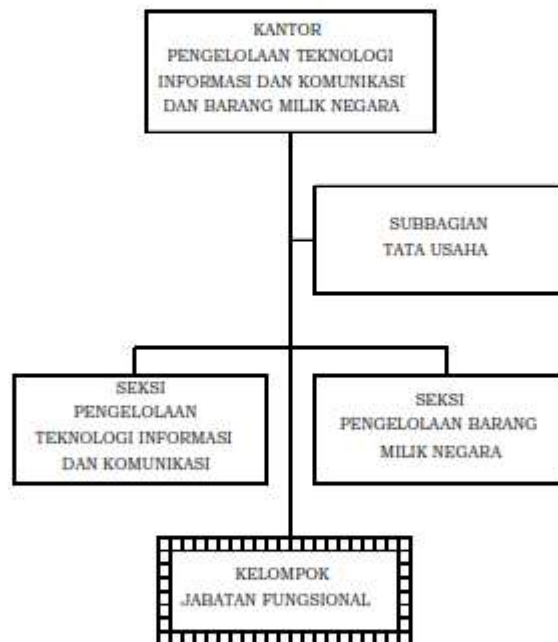 KANTOR
PENGELOLAAN TEKNOLOGI
INFORMASI DAN KOMUNIKASI
DAN BARANG MILIK NEGARA
SUBBAGIAN
TATA USAHA
SEKSI
PENGELOLAAN
TEKNOLOGI INFORMASI
DAN KOMUNIKASI
SEKSI
PENGELOLAAN BARANG
MILIK NEGARA
KELOMPOK
JABATAN FUNGSIONAL